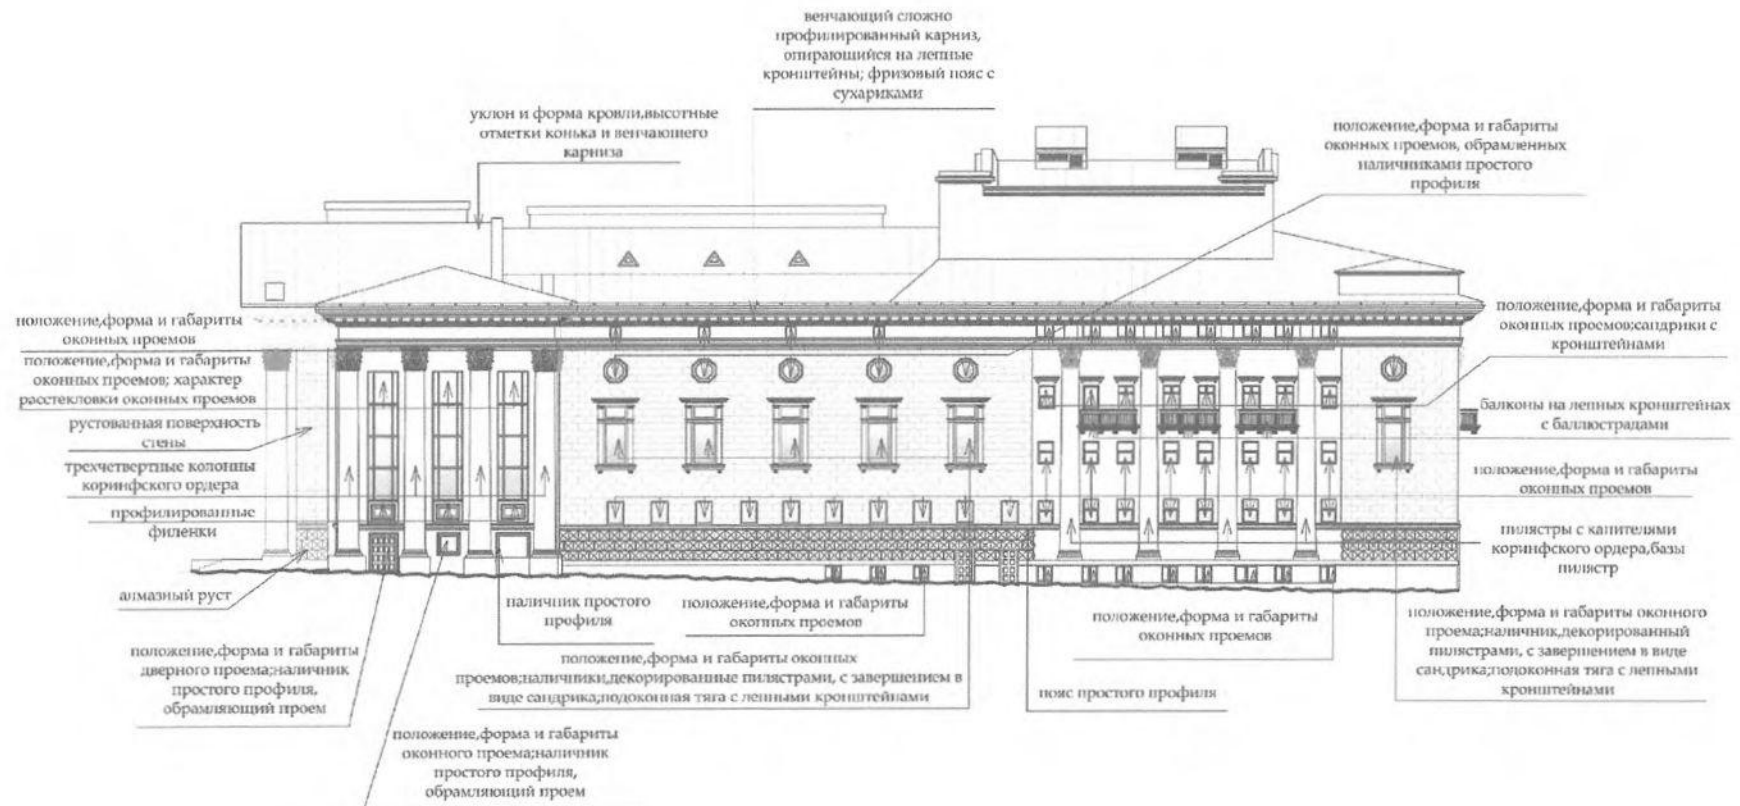 венчающий сложно
профилированный карниз,
опирающийся на лепные
кронштейны; фризовый пояс с
сухариками
уклон и форма кровли,высотные
отметки конька и венчающего
карниза
положение,форма и габариты
оконных проемов, обрамленных
наличниками простого
профиля
положение,форма и габариты
оконных проемов
положение,форма и габариты
оконных проемов; характер
расстекловки оконных проемов
рустованная поверхность
стены
трехчетвертные колонны
коринфского ордера
профилированные
филенки
алмазный руст
положение,форма и габариты
оконных проемов;сандрики с
кронштейнами
балконы на лепных кронштейнах
с баллюстрадами
положение,форма и габариты
оконных проемов
пилястры с капителями
коринфского ордера,базы
пилястр
положение,форма и габариты
дверного проема;наличник
простого профиля,
обрамляющий проем
положение,форма и габариты
оконного проема;наличник
простого профиля,
обрамляющий проем
наличник простого
профиля
положение,форма и габариты
оконных проемов
положение,форма и габариты оконных
проемов;наличники,декорированные пилястрами, с завершением в
виде сандрика;подоконная тяга с лепными кронштейнами
положение,форма и габариты
оконных проемов
пояс простого профиля
положение,форма и габариты оконного
проема;наличник,декорированный
пилястрами, с завершением в виде
сандрика;подоконная тяга с лепными
кронштейнами